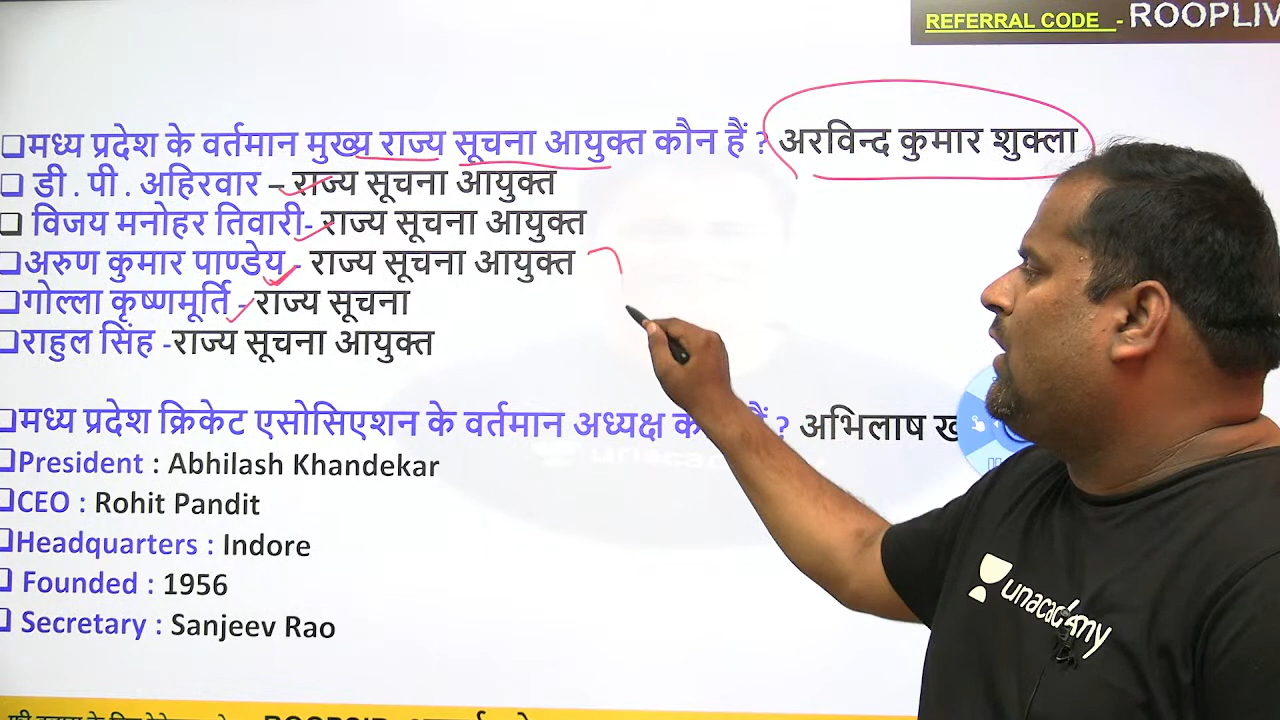 REFERRAL CODE - ROOPLIV
❑मध्य प्रदेश के वर्तमान मुख्य राज्य सूचना आयुक्त कौन हैं ? अरविन्द कुमार शुक्ला
❑ डी . पी . अहिरवार – राज्य सूचना आयुक्त
❑ विजय मनोहर तिवारी- राज्य सूचना आयुक्त
❑अरुण कुमार पाण्डेय - राज्य सूचना आयुक्त
❑गोल्ला कृष्णमूर्ति - राज्य सूचना
❑राहुल सिंह -राज्य सूचना आयुक्त
❑मध्य प्रदेश क्रिकेट एसोसिएशन के वर्तमान अध्यक्ष हैं ? अभिलाष
❑President : Abhilash Khandekar
❑CEO : Rohit Pandit
❑Headquarters : Indore
❑ Founded : 1956
❑ Secretary : Sanjeev Rao
unacademy